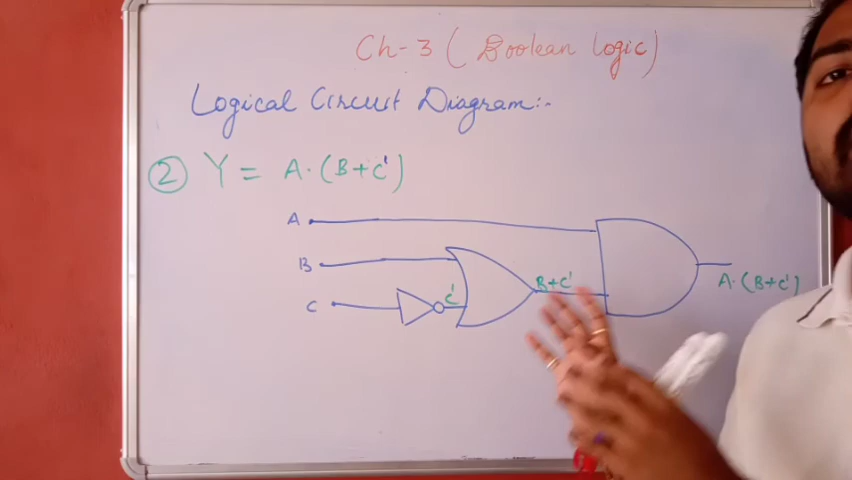 Ch-3 ( Boolean logic)
Logical Circuit Diagram:-
② Y = A·(B+C')
A
B
C
C'
B+C'
A·(B+C')